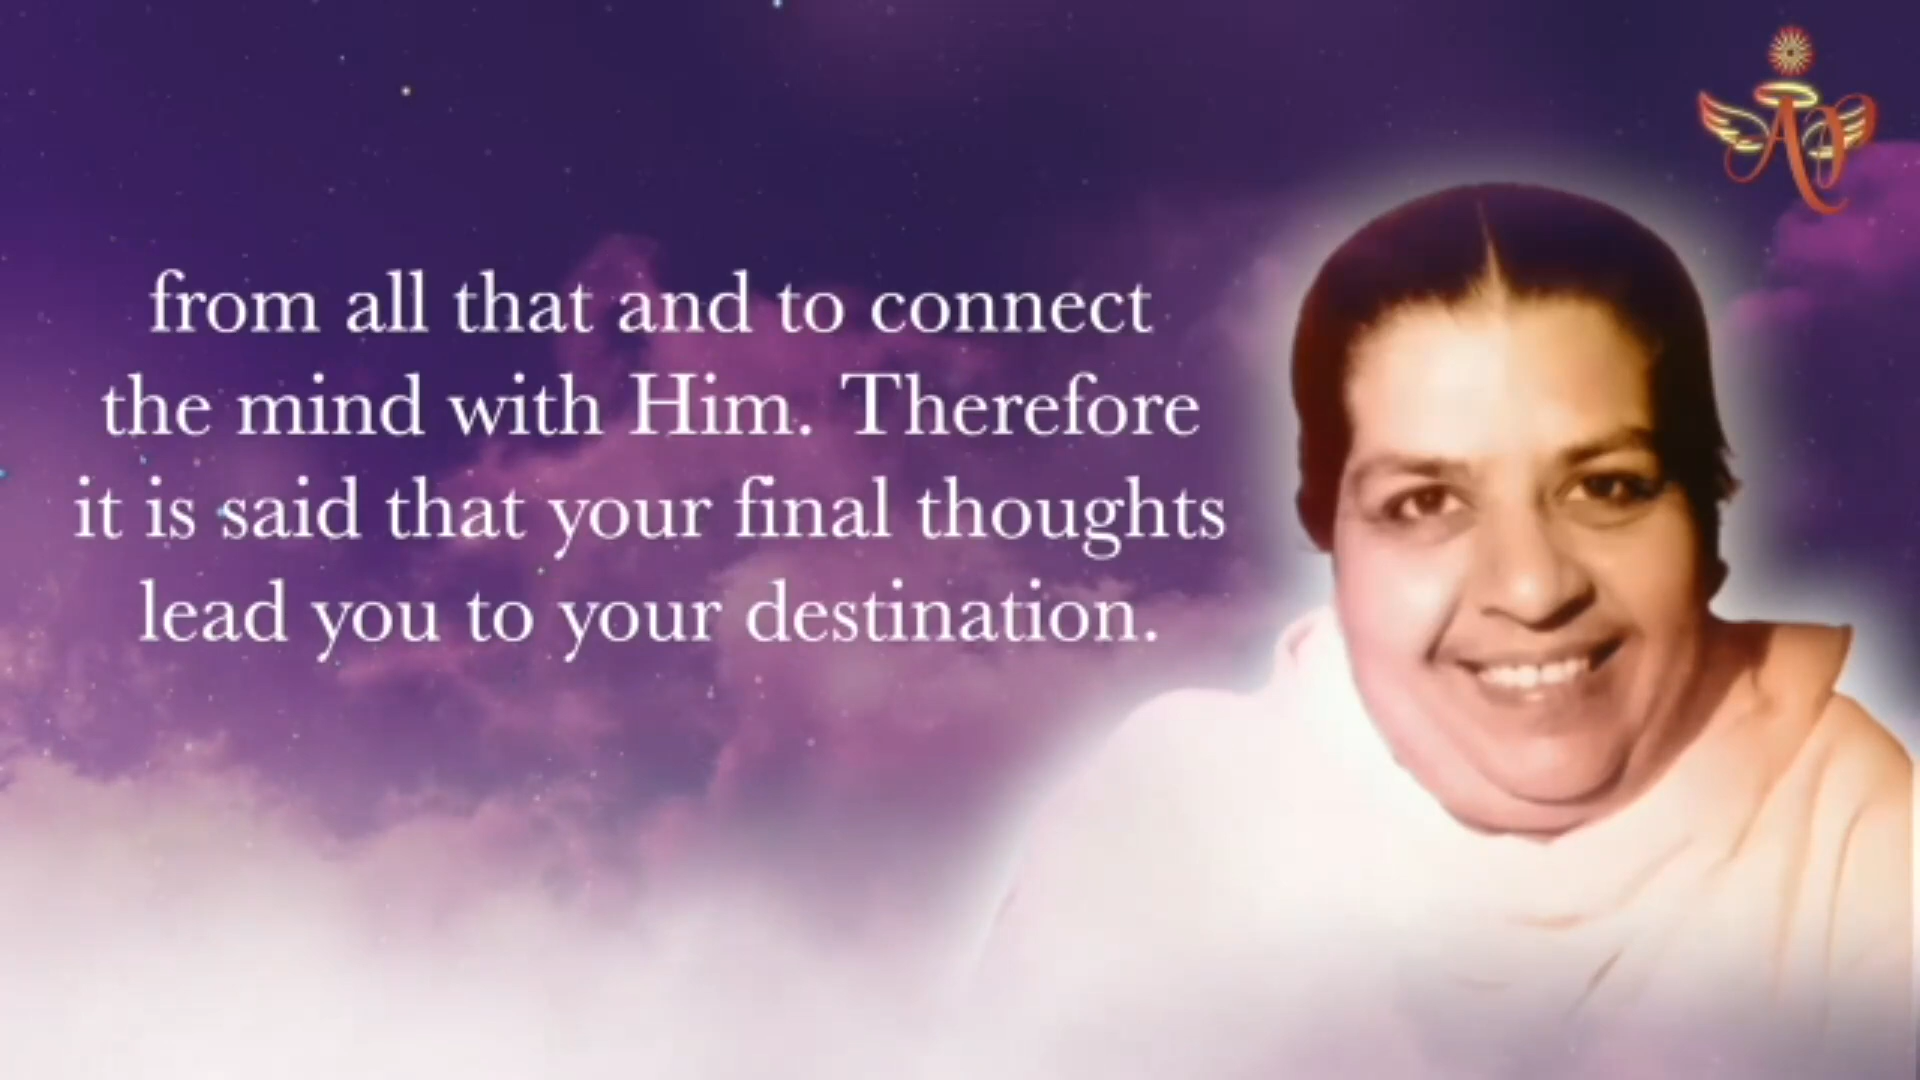 from all that and to connect
the mind with Him. Therefore
it is said that your final thoughts
lead you to your destination.